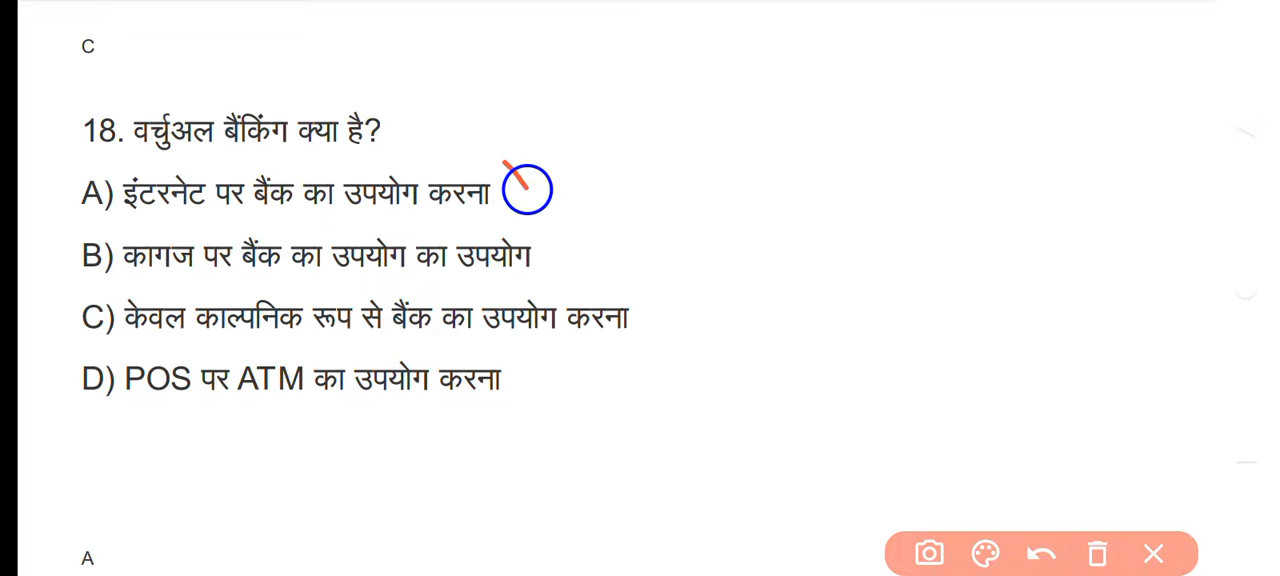 C
18. वर्चुअल बैंकिंग क्या है?
A) इंटरनेट पर बैंक का उपयोग करना
B) कागज पर बैंक का उपयोग का उपयोग
C) केवल काल्पनिक रूप से बैंक का उपयोग करना
D) POS पर ATM का उपयोग करना
A